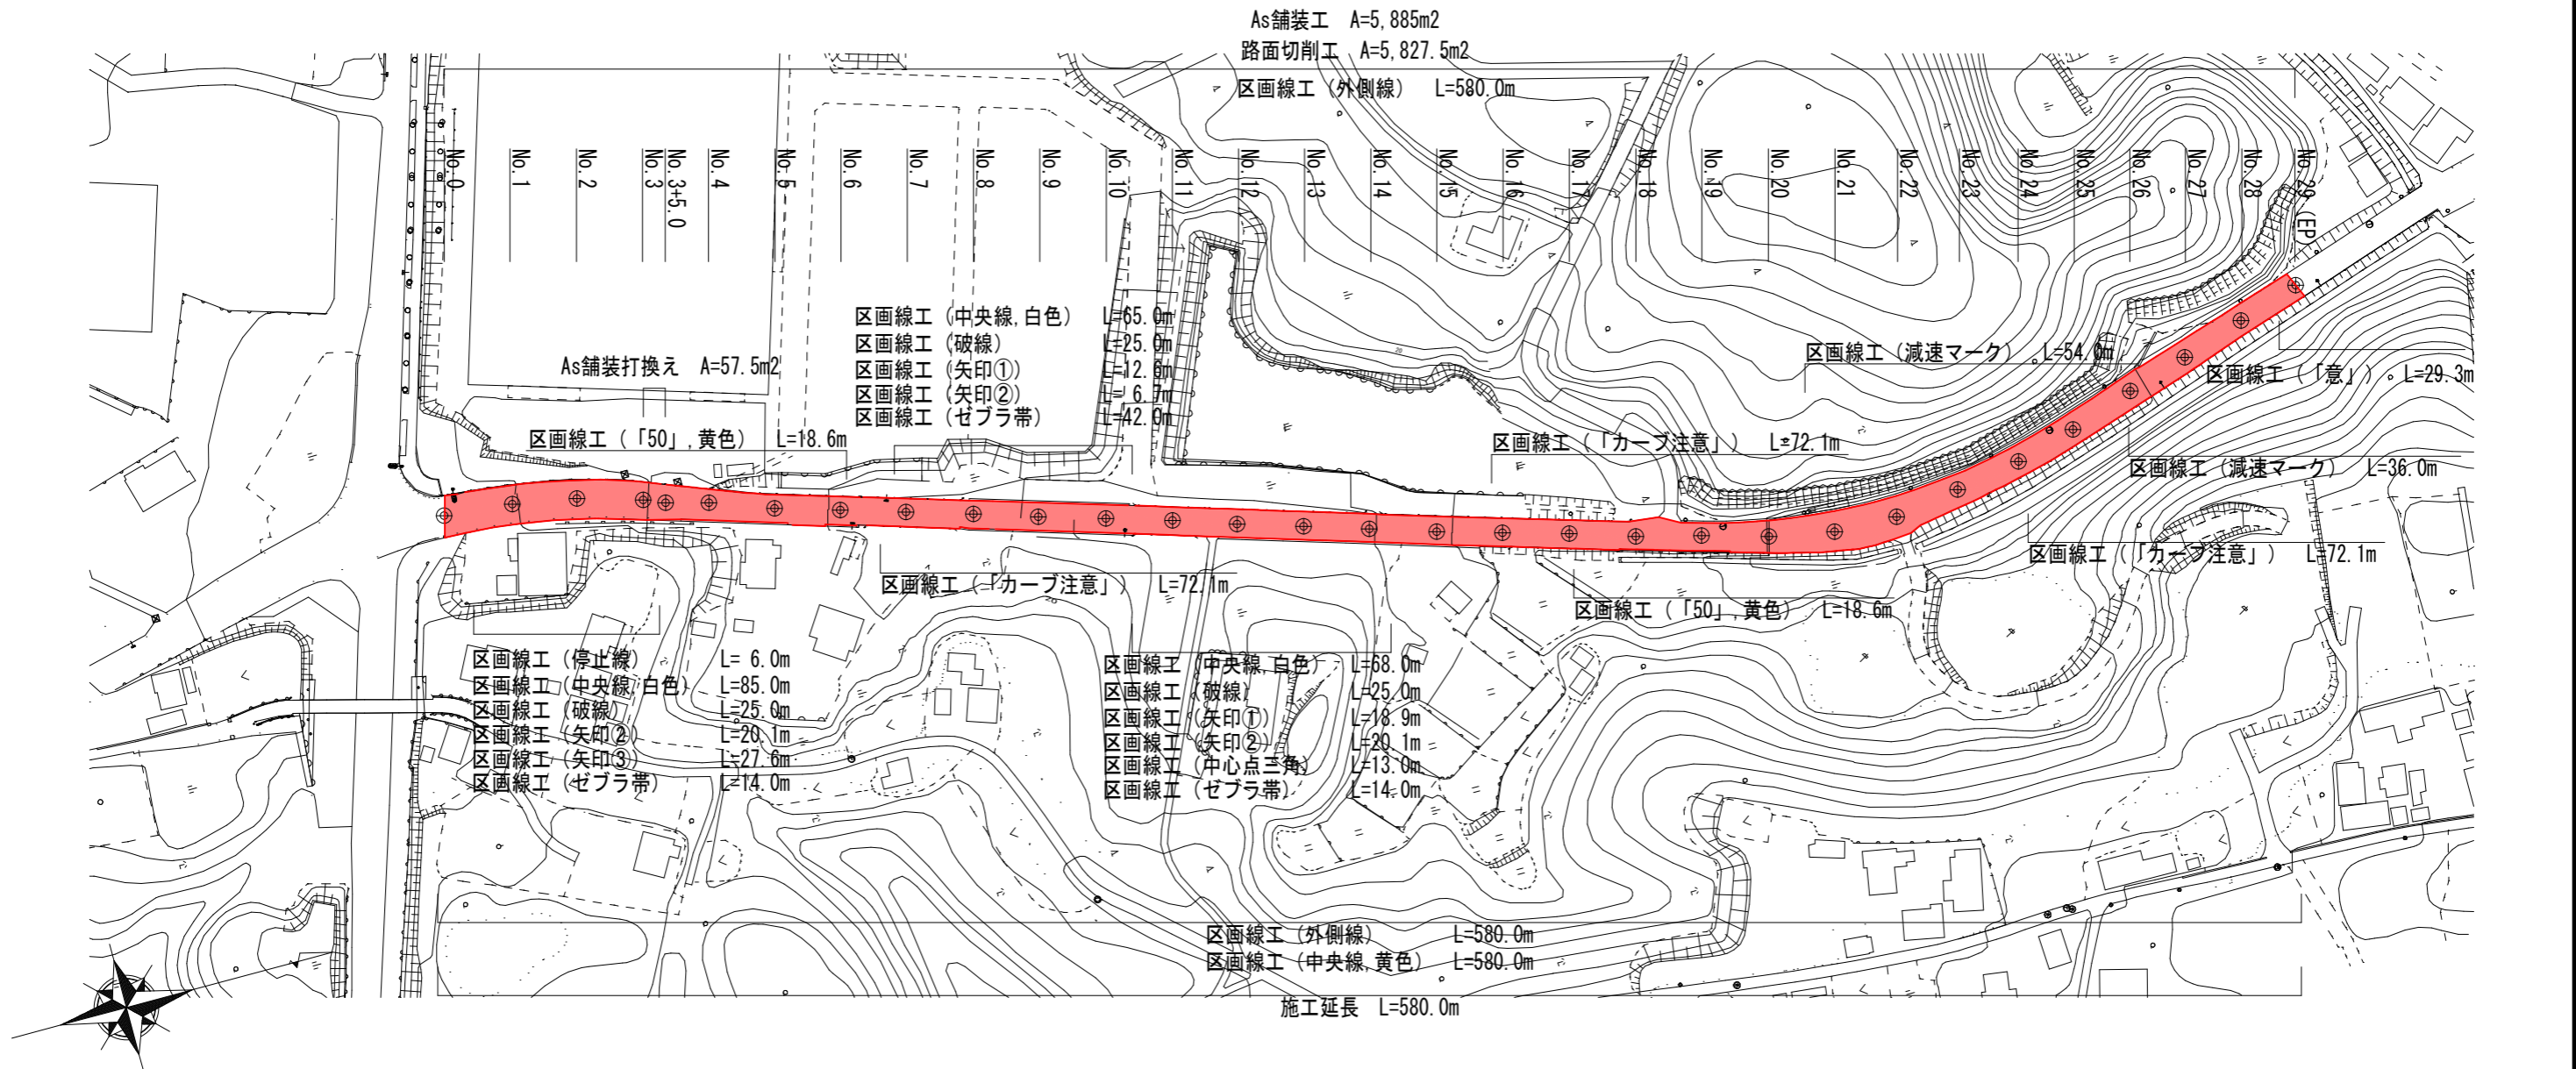 As舗装工 A=5,885m2
路面切削工 A=5,827.5m2
区画線工（外側線） L=580.0m
No.0
No.1
No.2
No.3
No.3+5.0
No.4
No.5
No.6
No.7
No.8
No.9
No.10
No.11
No.12
No.13
No.14
No.15
No.16
No.17
No.18
No.19
No.20
No.21
No.22
No.23
No.24
No.25
No.26
No.27
No.28
No.29 (EP)
区画線工（中央線,白色） L=65.0m
区画線工（破線） L=25.0m
区画線工（矢印①） L=12.6m
区画線工（矢印②） L= 6.7m
区画線工（ゼブラ帯） L=42.0m
As舗装打換え A=57.5m2
区画線工（「50」,黄色） L=18.6m
区画線工（減速マーク） L=54.0m
区画線工（「意」） L=29.3m
区画線工（「カーブ注意」） L=72.1m
区画線工（減速マーク） L=36.0m
区画線工（「カーブ注意」） L=72.1m
区画線工（「カーブ注意」） L=72.1m
区画線工（「50」,黄色） L=18.6m
区画線工（停止線） L= 6.0m
区画線工（中央線,白色） L=85.0m
区画線工（破線） L=25.0m
区画線工（矢印②） L=20.1m
区画線工（矢印③） L=27.6m
区画線工（ゼブラ帯） L=14.0m
区画線工（中央線,白色） L=68.0m
区画線工（破線） L=25.0m
区画線工（矢印①） L=18.9m
区画線工（矢印②） L=20.1m
区画線工（中心点三角） L=13.0m
区画線工（ゼブラ帯） L=14.0m
区画線工（外側線） L=580.0m
区画線工（中央線,黄色） L=580.0m
施工延長 L=580.0m